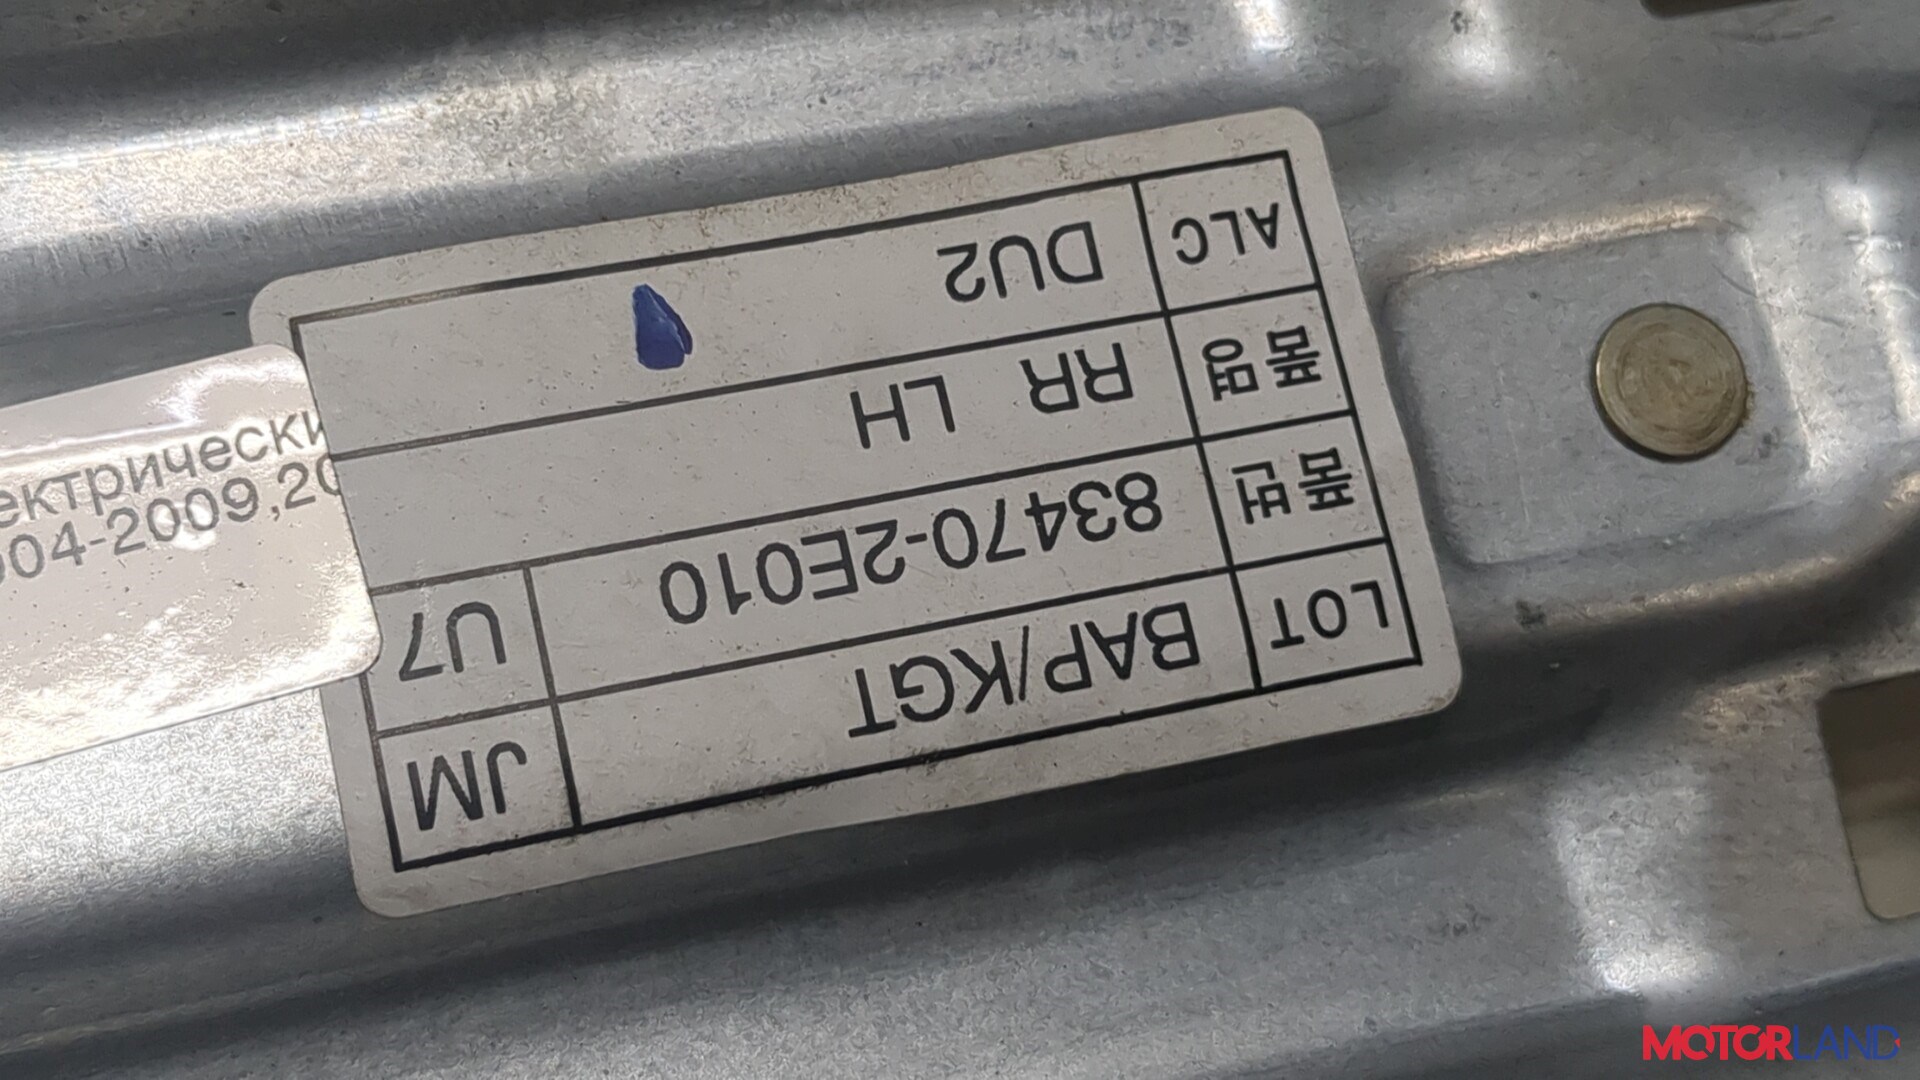 LOT BAP/KGT JM
품번 83470-2E010 U7
품명 RR LH
ALC DU2
ектрически
004-2009,20
MOTORLAND